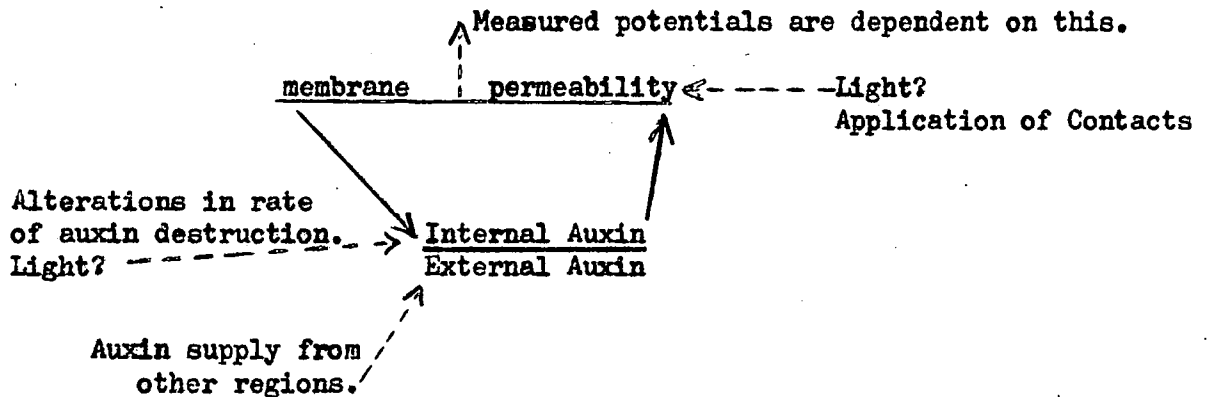 Measured potentials are dependent on this.
membrane permeability
Light?
Application of Contacts
Alterations in rate
of auxin destruction.
Light?
Internal Auxin
External Auxin
Auxin supply from
other regions.